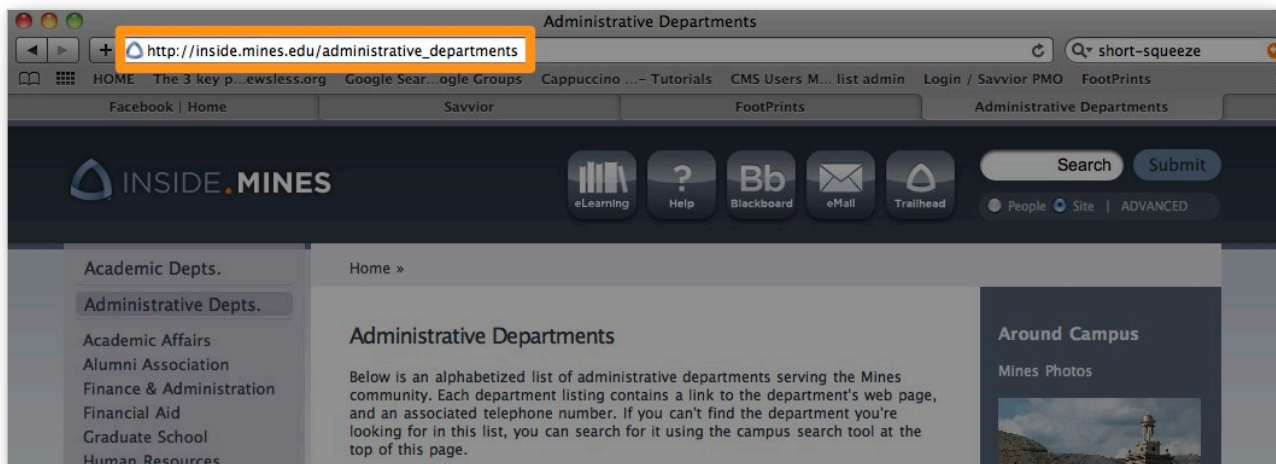 Administrative Departments
http://inside.mines.edu/administrative_departments
short-squeeze
HOME The 3 key p...ewsless.org Google Sear...ogle Groups Cappuccino ...– Tutorials CMS Users M... list admin Login / Savvior PMO FootPrints
Facebook | Home Savvior FootPrints Administrative Departments
INSIDE.MINES
eLearning
?
Help
Bb
Blackboard
eMail
Trailhead
Search Submit
People Site | ADVANCED
Academic Depts.
Administrative Depts.
Academic Affairs
Alumni Association
Finance & Administration
Financial Aid
Graduate School
Human Resources
Home »
Administrative Departments
Below is an alphabetized list of administrative departments serving the Mines
community. Each department listing contains a link to the department's web page,
and an associated telephone number. If you can't find the department you're
looking for in this list, you can search for it using the campus search tool at the
top of this page.
Around Campus
Mines Photos